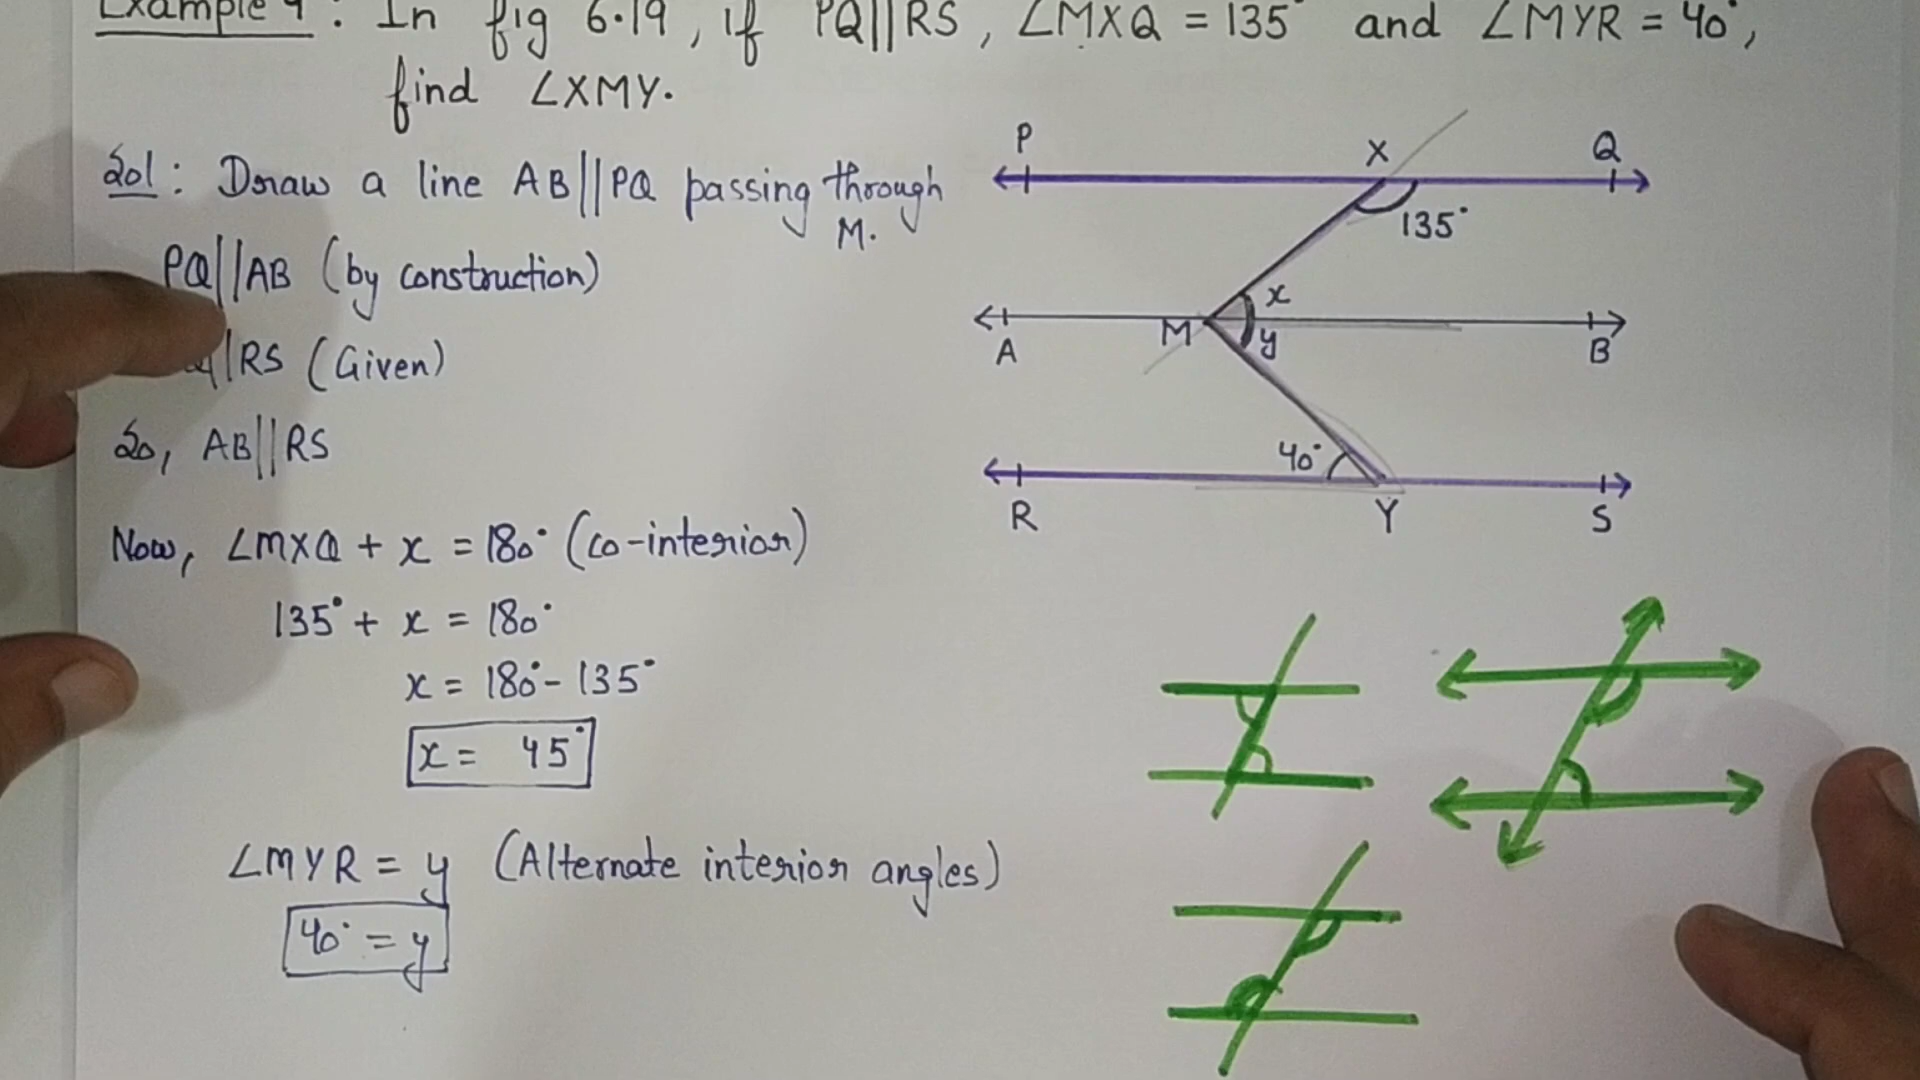 Example 4: In fig 6.19, if PQ||RS, ∠MXQ = 135° and ∠MYR = 40°,
find ∠XMY.
Sol: Draw a line AB||PQ passing through
M.
PQ||AB (by construction)
||RS (Given)
So, AB||RS
Now, ∠MXQ + x = 180° (co-interior)
135° + x = 180°
x = 180° - 135°
x = 45°
∠MYR = y (Alternate interior angles)
40° = y
P X Q
135°
x
A M y B
40°
R Y S